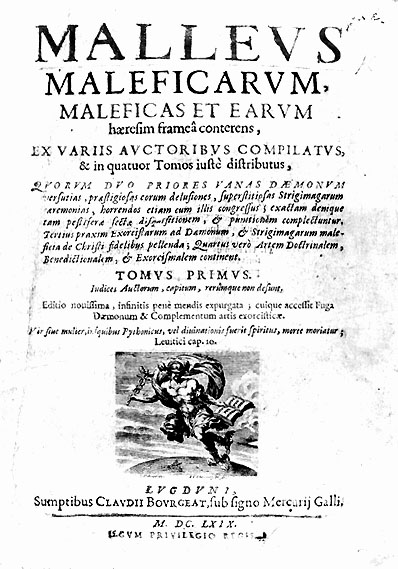 MALLEVS
MALEFICARVM,
MALEFICAS ET EARVM
hæresim frameâ conterens,
EX VARIIS AVCTORIBVS COMPILATVS,
& in quatuor Tomos iustè distributus,
QVORVM DVO PRIORES VANAS DÆMONVM
versutias, præstigiosas eorum delusiones, superstitiosas Strigimagarum
cæremonias, horrendos etiam cum illis congressus; exactam denique
tam pestiferæ sectæ disquisitionem, & punitionem complectuntur.
Tertius praxim Exorcistarum ad Dæmonum, & Strigimagarum male-
ficia de Christi fidelibus pellenda; Quartus verò Artem Doctrinalem,
Benedictionalem, & Exorcismalem continent.
TOMVS PRIMVS.
Indices Auctorum, capitum, rerúmque non desunt.
Editio nouissima, infinitis penè mendis expurgata; cuique accessit Fuga
Dæmonum & Complementum artis exorcisticæ.
Vir siue mulier, in quibus Pythonicus, vel diuinationis fuerit spiritus, morte moriatur;
Leuitici cap. 10.
LVGDVNI,
Sumptibus CLAVDII BOVRGEAT, sub signo Mercurij Galli.
M. DC. LXIX.
CVM PRIVILEGIO